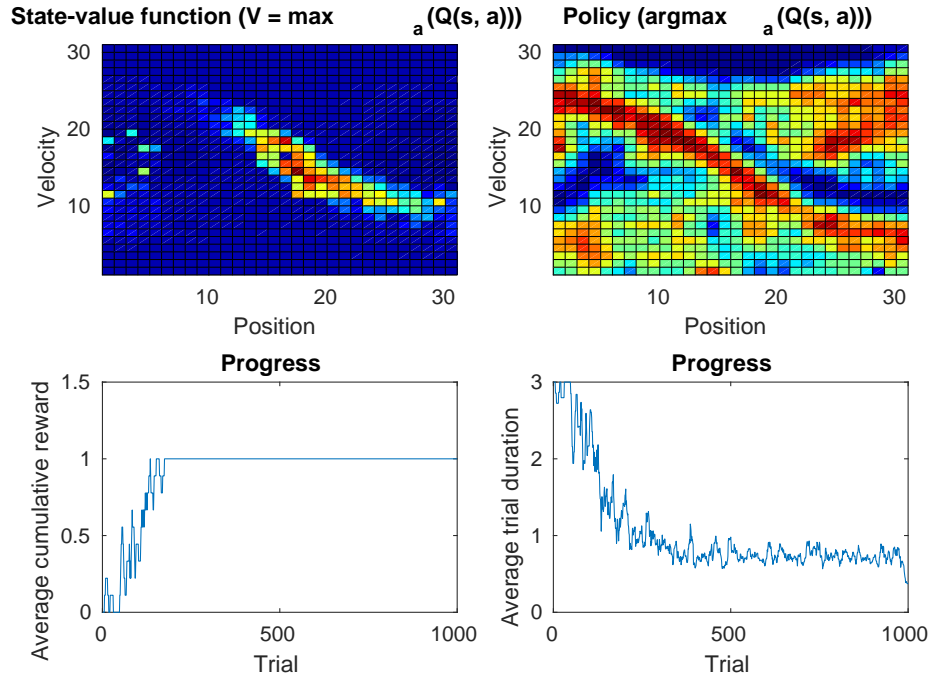 State-value function (V = max a(Q(s, a)))
Policy (argmax a(Q(s, a)))
30
20
10
Velocity
10 20 30
Position
30
20
10
Velocity
10 20 30
Position
Progress
1.5
1
0.5
0
Average cumulative reward
0 500 1000
Trial
Progress
3
2
1
0
Average trial duration
0 500 1000
Trial